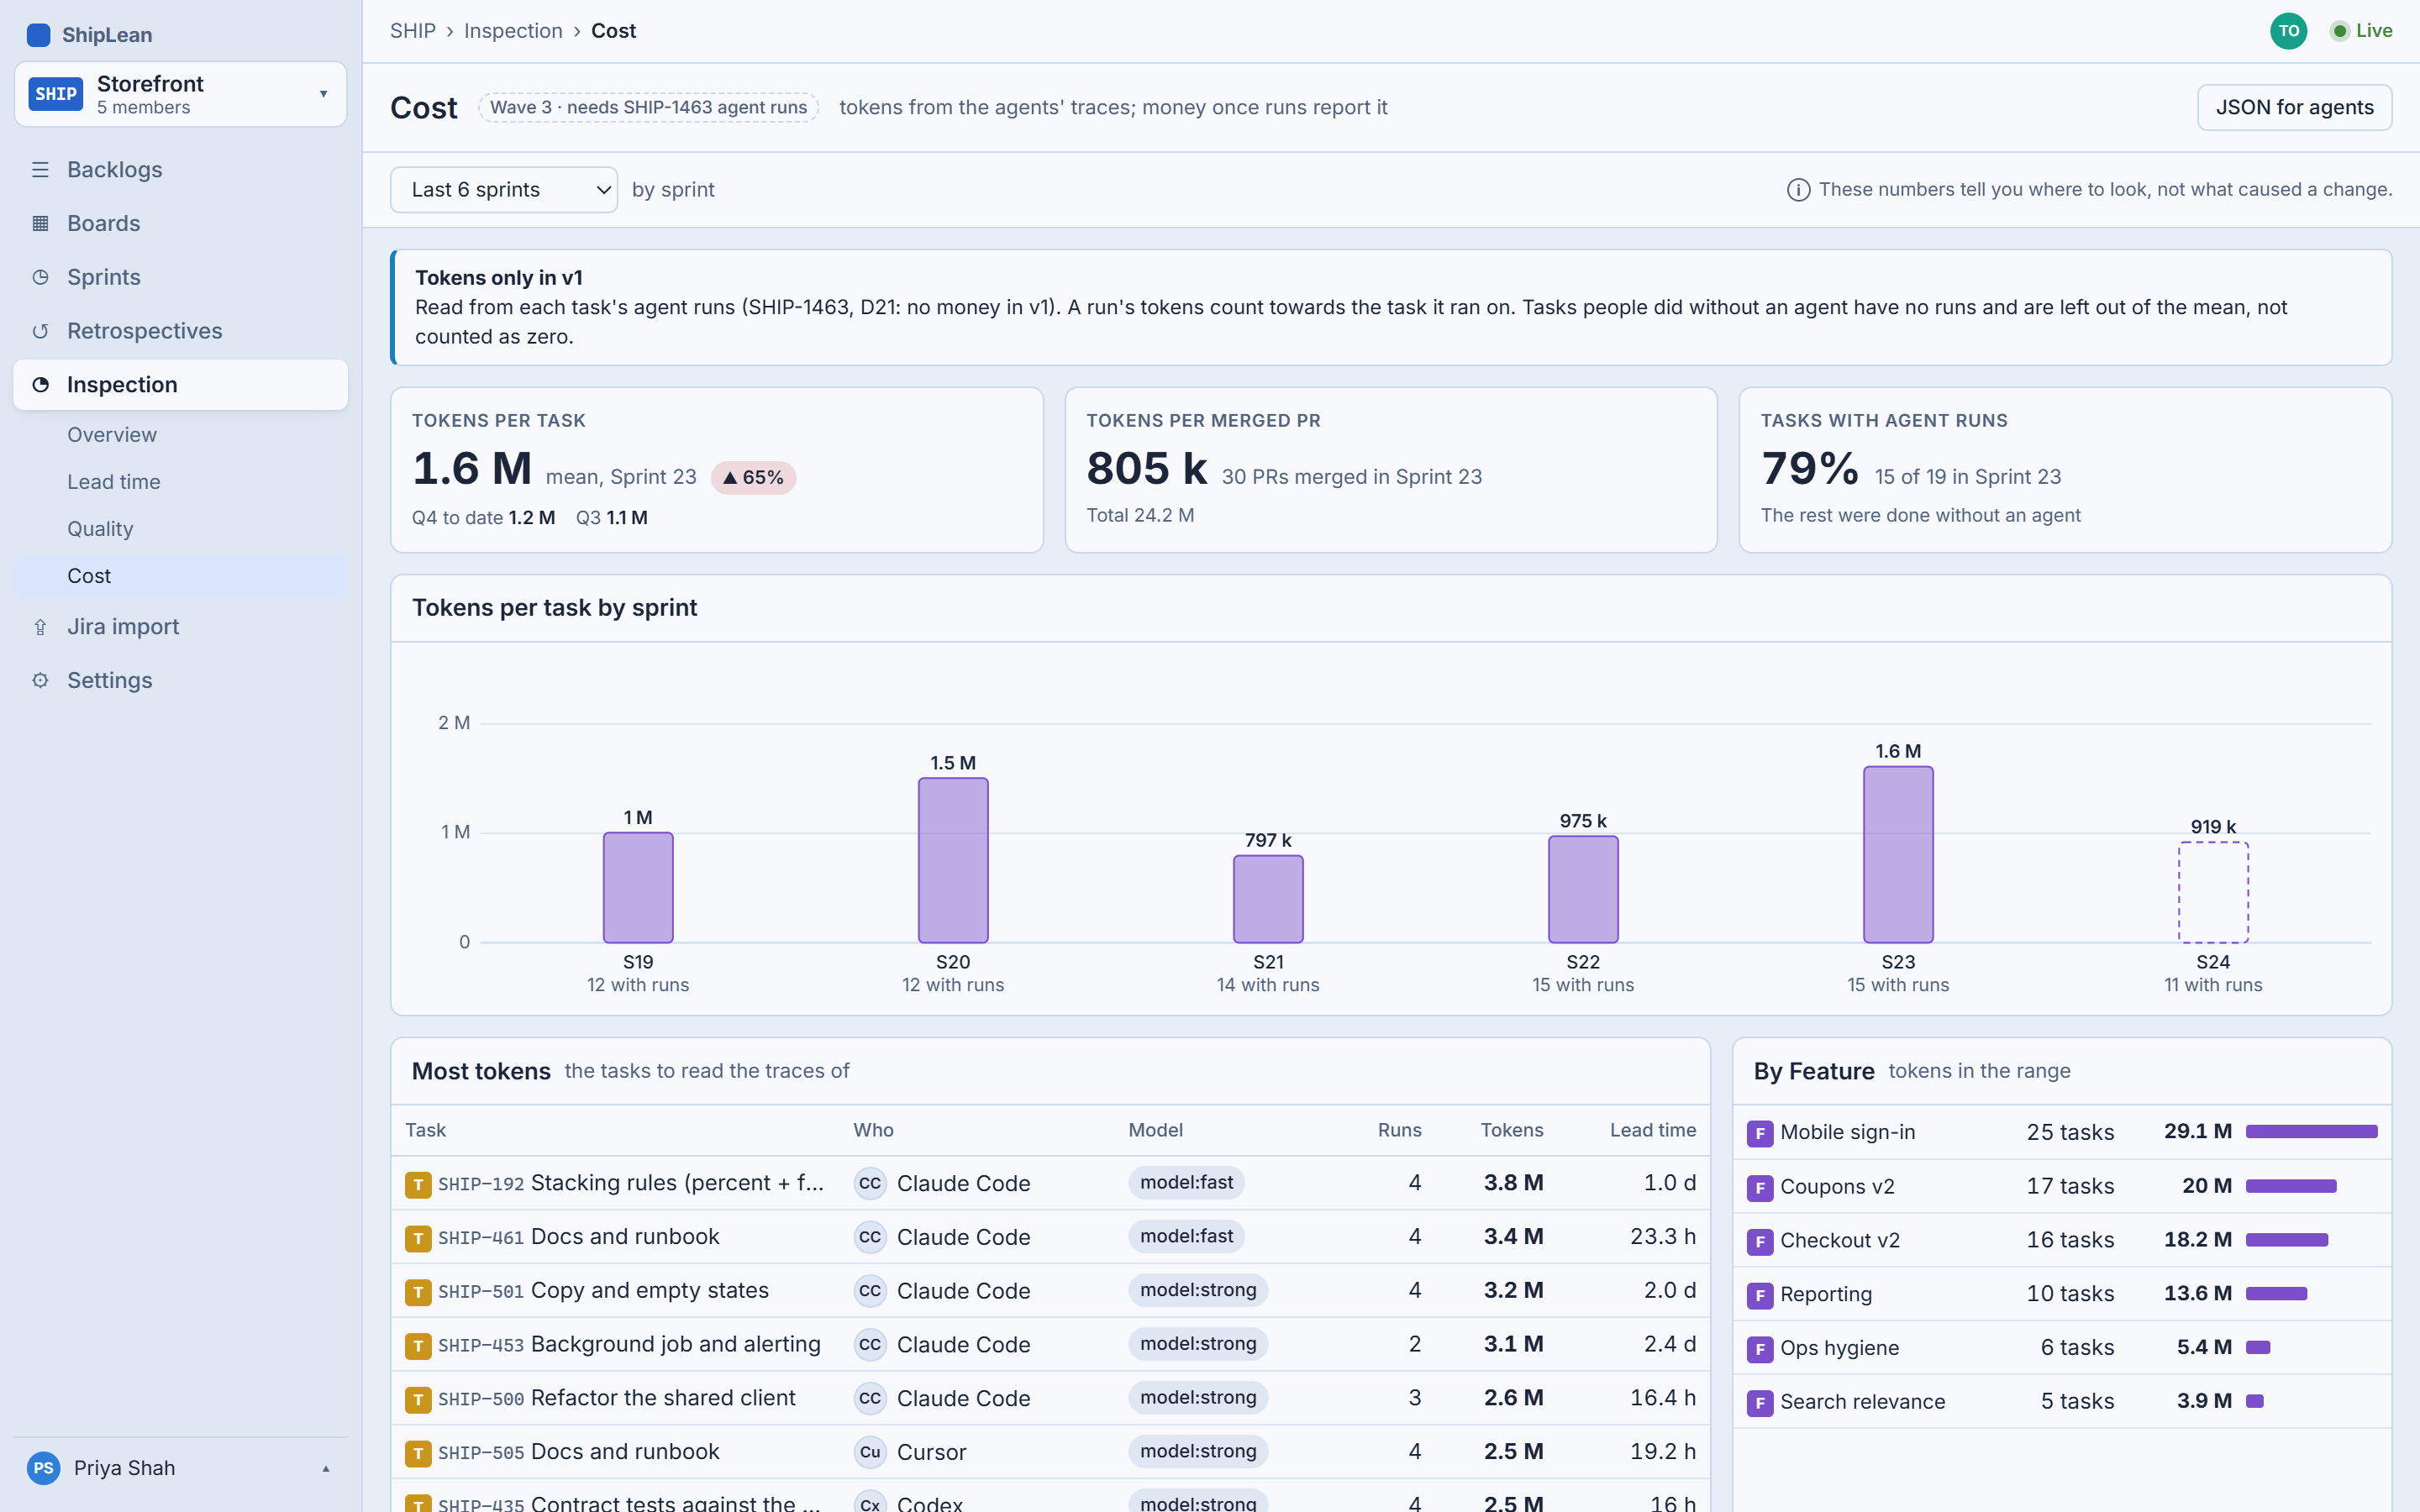 ShipLean
SHIP
Storefront
5 members
Backlogs
Boards
Sprints
Retrospectives
Inspection
Overview
Lead time
Quality
Cost
Jira import
Settings
PS Priya Shah
SHIP › Inspection › Cost
TO Live
Cost Wave 3 · needs SHIP-1463 agent runs tokens from the agents' traces; money once runs report it JSON for agents
Last 6 sprints by sprint These numbers tell you where to look, not what caused a change.
Tokens only in v1
Read from each task's agent runs (SHIP-1463, D21: no money in v1). A run's tokens count towards the task it ran on. Tasks people did without an agent have no runs and are left out of the mean, not
counted as zero.
TOKENS PER TASK
1.6 M mean, Sprint 23 ▲ 65%
Q4 to date 1.2 M Q3 1.1 M
TOKENS PER MERGED PR
805 k 30 PRs merged in Sprint 23
Total 24.2 M
TASKS WITH AGENT RUNS
79% 15 of 19 in Sprint 23
The rest were done without an agent
Tokens per task by sprint
2 M
1 M
0
1 M
1.5 M
797 k
975 k
1.6 M
919 k
S19 S20 S21 S22 S23 S24
12 with runs 12 with runs 14 with runs 15 with runs 15 with runs 11 with runs
Most tokens the tasks to read the traces of
Task Who Model Runs Tokens Lead time
T SHIP-192 Stacking rules (percent + f... CC Claude Code model:fast 4 3.8 M 1.0 d
T SHIP-461 Docs and runbook CC Claude Code model:fast 4 3.4 M 23.3 h
T SHIP-501 Copy and empty states CC Claude Code model:strong 4 3.2 M 2.0 d
T SHIP-453 Background job and alerting CC Claude Code model:strong 2 3.1 M 2.4 d
T SHIP-500 Refactor the shared client CC Claude Code model:strong 3 2.6 M 16.4 h
T SHIP-505 Docs and runbook Cu Cursor model:strong 4 2.5 M 19.2 h
T SHIP-435 Contract tests against the ... Cx Codex model:strong 4 2.5 M 16 h
By Feature tokens in the range
F Mobile sign-in 25 tasks 29.1 M
F Coupons v2 17 tasks 20 M
F Checkout v2 16 tasks 18.2 M
F Reporting 10 tasks 13.6 M
F Ops hygiene 6 tasks 5.4 M
F Search relevance 5 tasks 3.9 M